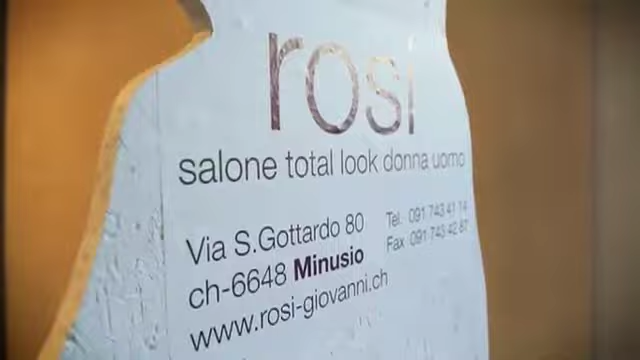 rosi
salone total look donna uomo
Via S.Gottardo 80
ch-6648 Minusio
www.rosi-giovanni.ch
Tel. 091 743 41 14
Fax 091 743 42 87